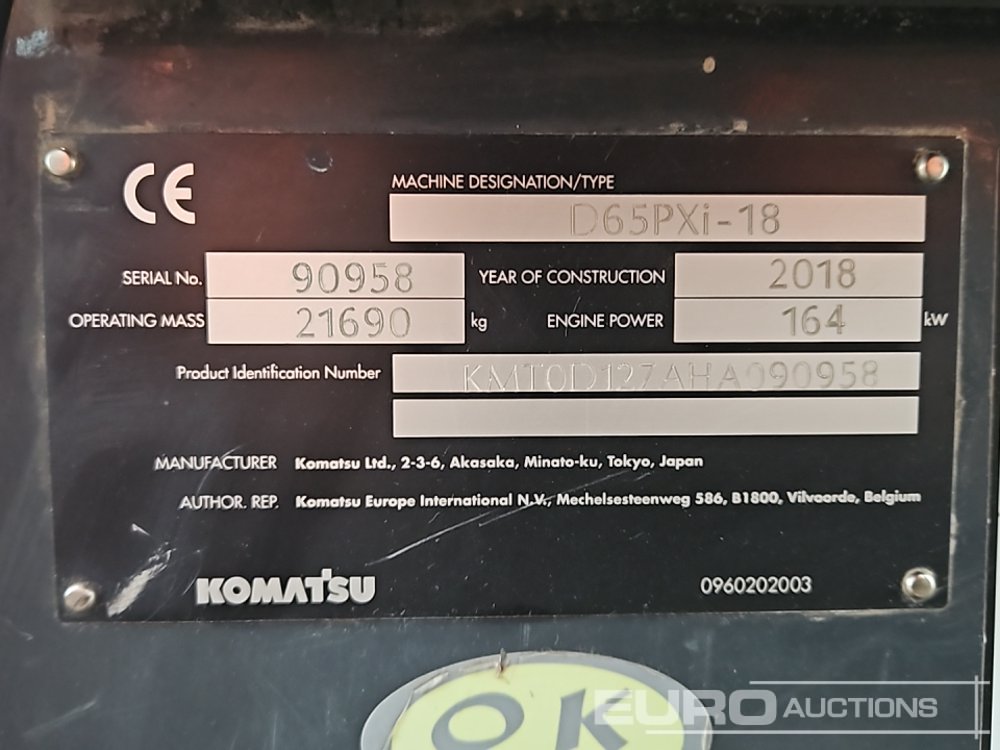 CE
MACHINE DESIGNATION/TYPE
D65PXi-18
SERIAL No. 90958 YEAR OF CONSTRUCTION 2018
OPERATING MASS 21690 kg ENGINE POWER 164 kW
Product Identification Number KMT0D127AHA090958
MANUFACTURER Komatsu Ltd., 2-3-6, Akasaka, Minato-ku, Tokyo, Japan
AUTHOR. REP. Komatsu Europe International N.V., Mechelsesteenweg 586, B1800, Vilvoorde, Belgium
KOMATSU 0960202003
OK
EURO AUCTIONS